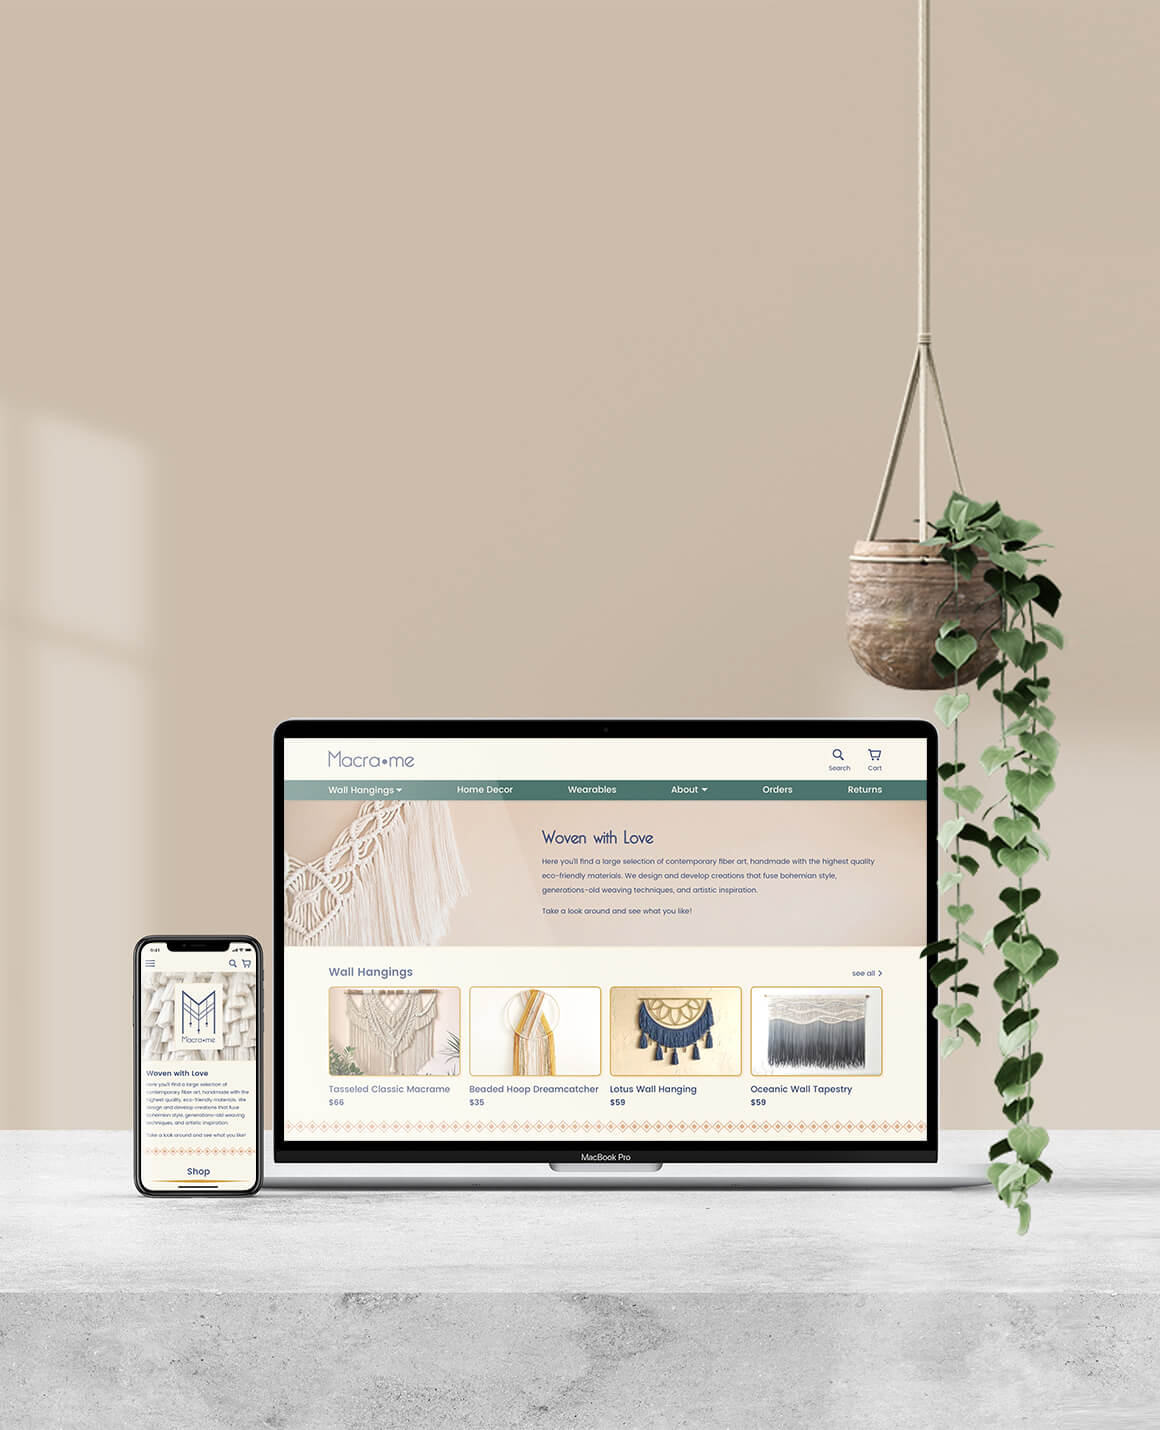 Macra•me
Search
Cart
Wall Hangings
Home Decor
Wearables
About
Orders
Returns
Woven with Love
Here you'll find a large selection of contemporary fiber art, handmade with the highest quality
eco-friendly materials. We design and develop creations that fuse bohemian style,
generations-old weaving techniques, and artistic inspiration.
Take a look around and see what you like!
Wall Hangings
see all
Tasseled Classic Macrame
$66
Beaded Hoop Dreamcatcher
$35
Lotus Wall Hanging
$59
Oceanic Wall Tapestry
$59
MacBook Pro
9:41
Macra•me
Woven with Love
Here you'll find a large selection of
contemporary fiber art, handmade with the
highest quality, eco-friendly materials. We
design and develop creations that fuse
bohemian style, generations-old weaving
techniques, and artistic inspiration.
Take a look around and see what you like!
Shop